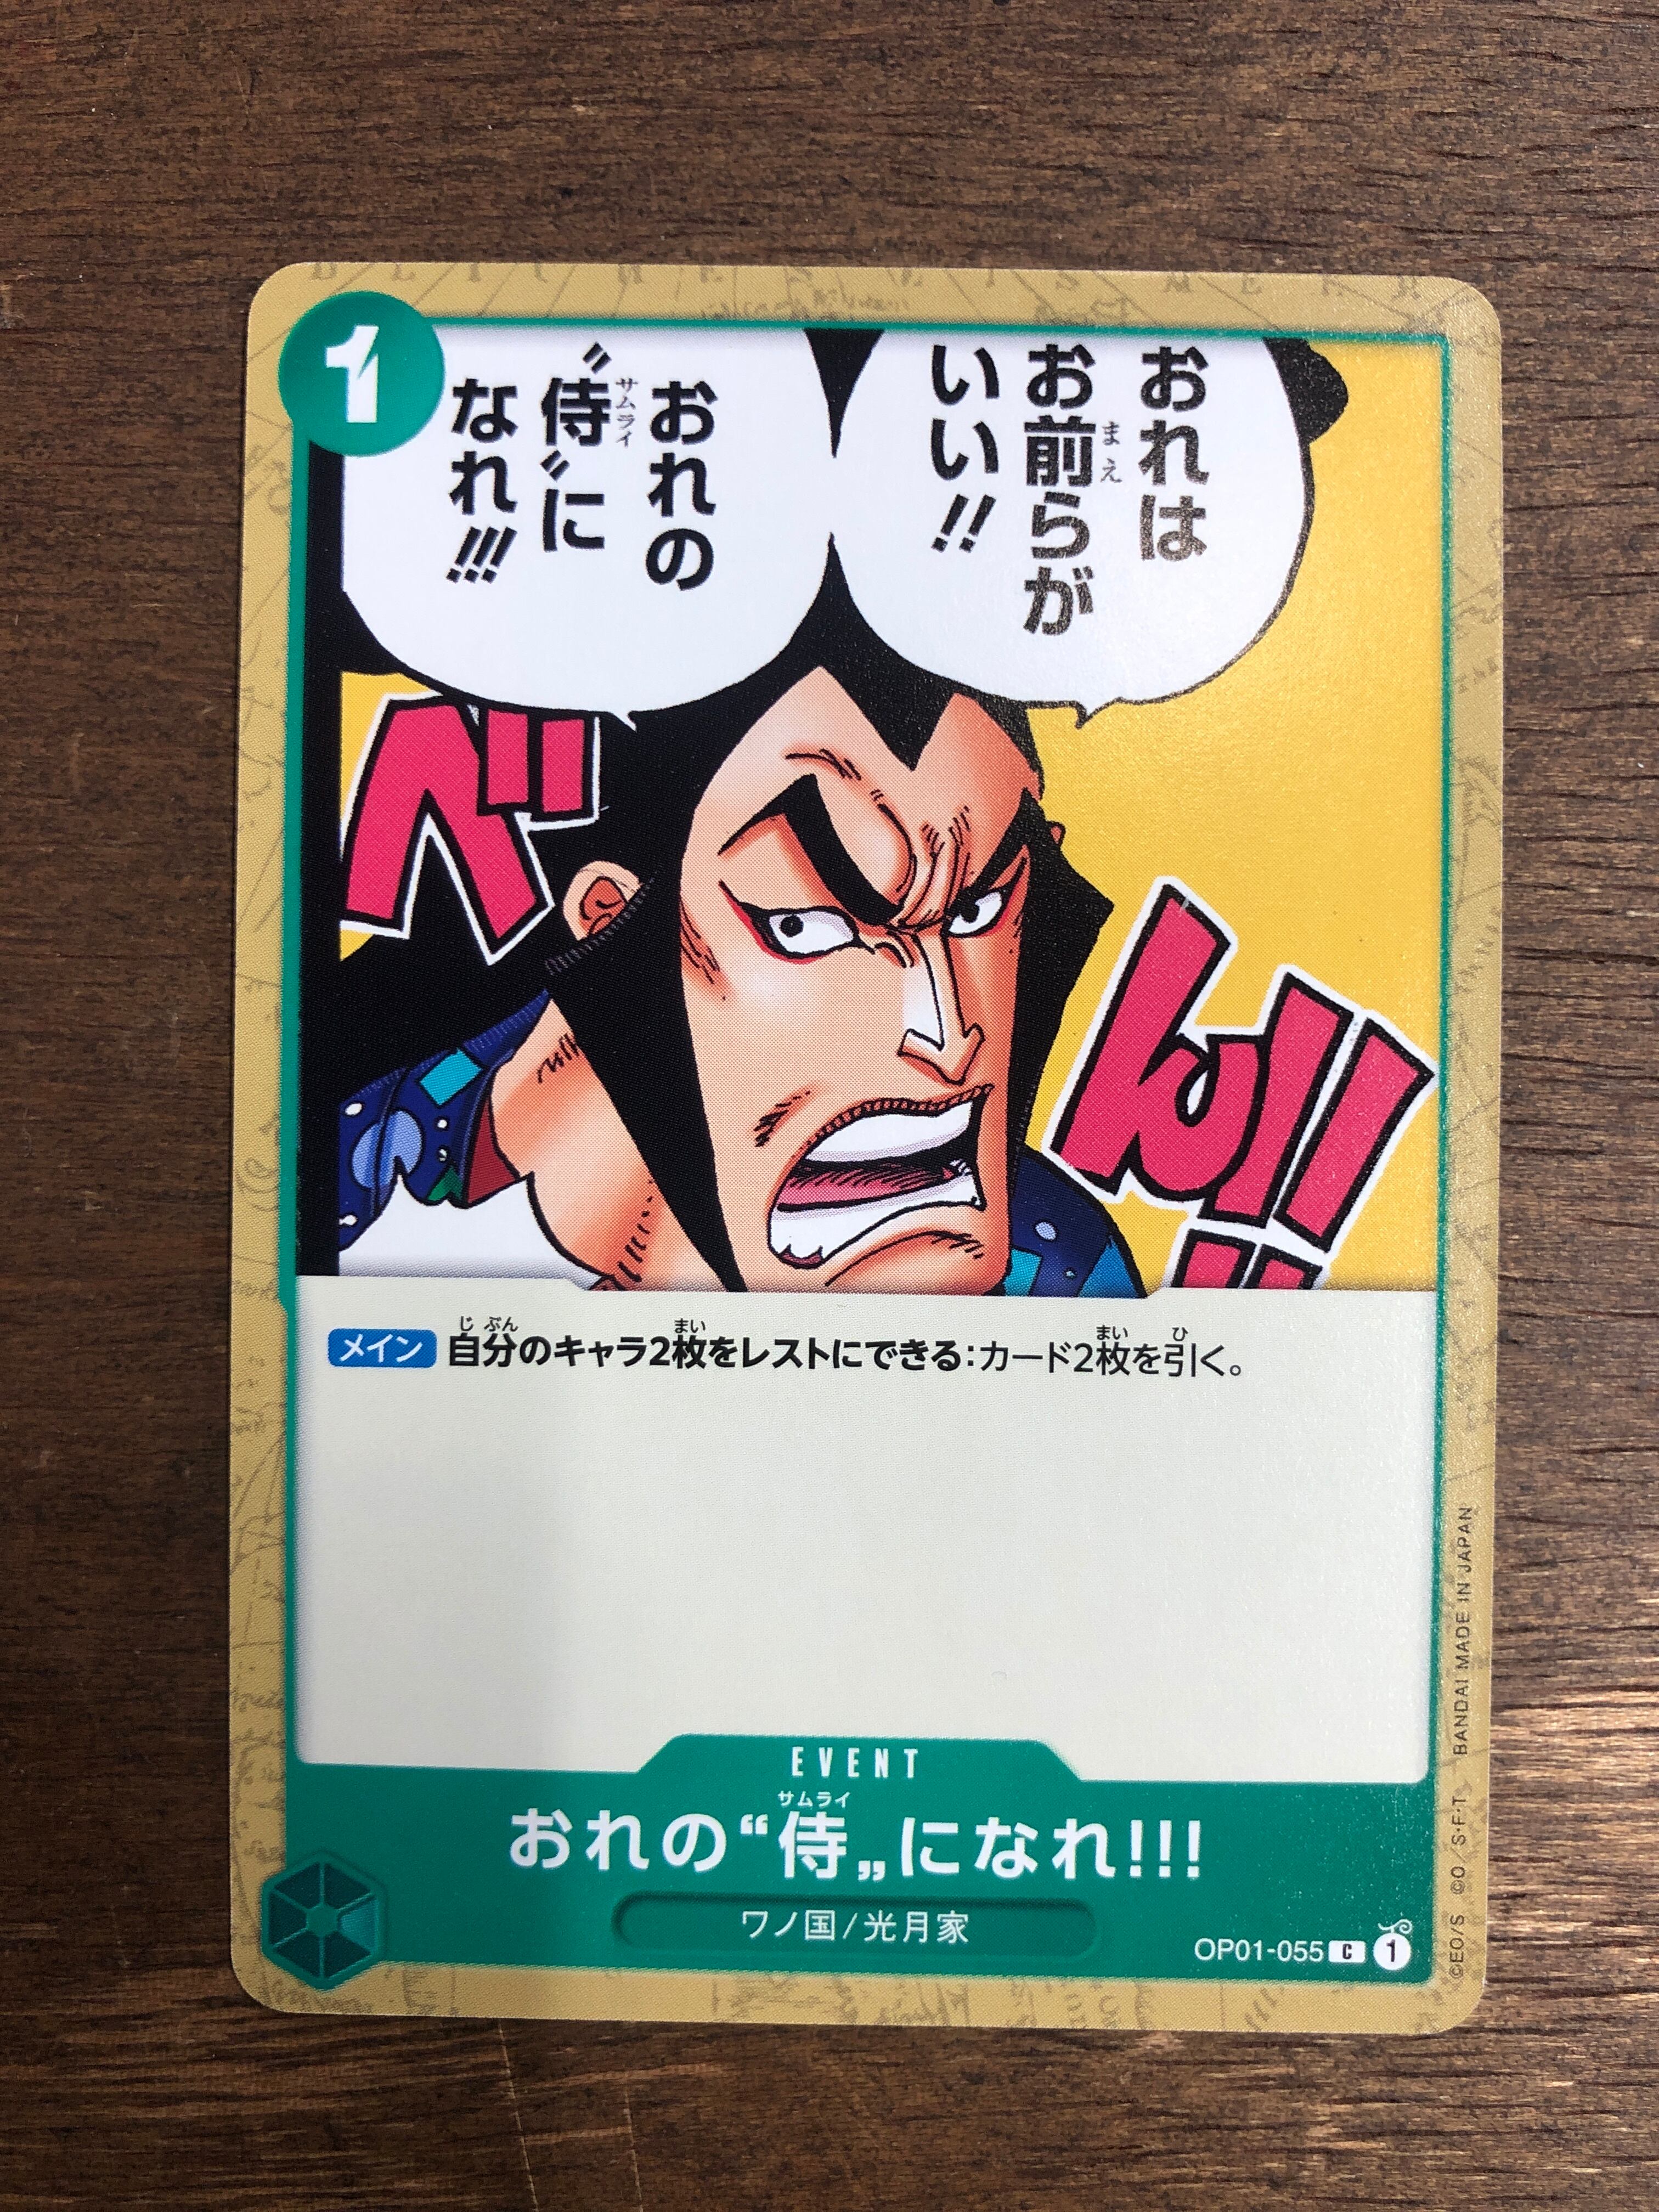 1
おれは
お前らが
いい!!
おれの
〝侍〟に
なれ!!!
べ
ん!!
メイン 自分のキャラ2枚をレストにできる:カード2枚を引く。
EVENT
おれの“侍„になれ!!!
ワノ国/光月家
OP01-055 C 1
©EO/S ©O/S・F・T BANDAI MADE IN JAPAN